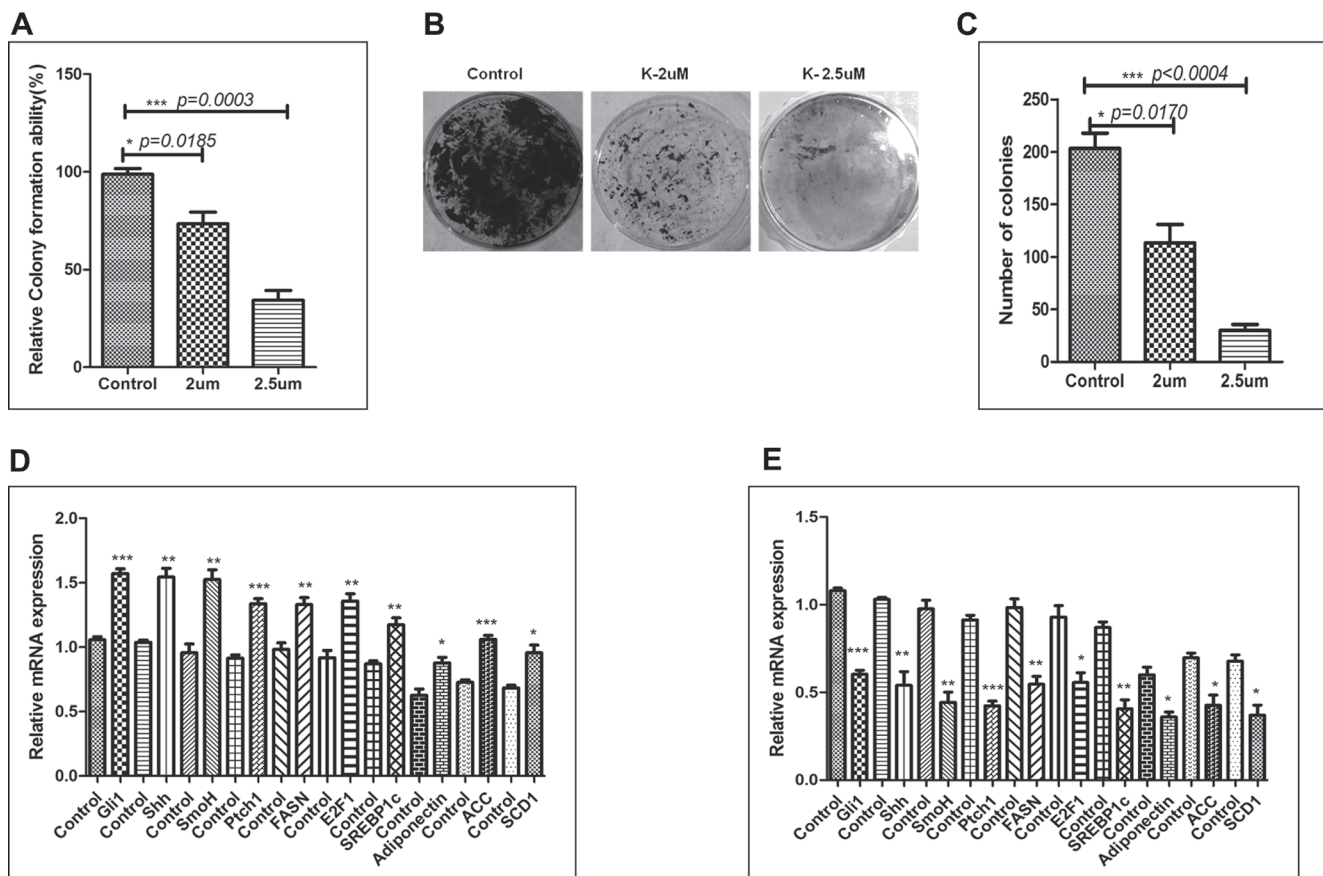 A
Relative Colony formation ability(%)
150
100
50
0
*** p=0.0003
* p=0.0185
Control 2um 2.5um
B
Control K-2uM K-2.5uM
C
Number of colonies
250
200
150
100
50
0
*** p<0.0004
* p=0.0170
Control 2um 2.5um
D
Relative mRNA expression
2.0
1.5
1.0
0.5
0.0
*** ** ** *** ** ** ** * *** *
Control
Gli1
Control
Shh
Control
SmoH
Control
Ptch1
Control
FASN
Control
E2F1
Control
SREBP1c
Control
Adiponectin
Control
ACC
Control
SCD1
E
Relative mRNA expression
1.5
1.0
0.5
0.0
*** ** ** *** ** * ** * * *
Control
Gli1
Control
Shh
Control
SmoH
Control
Ptch1
Control
FASN
Control
E2F1
Control
SREBP1c
Control
Adiponectin
Control
ACC
Control
SCD1